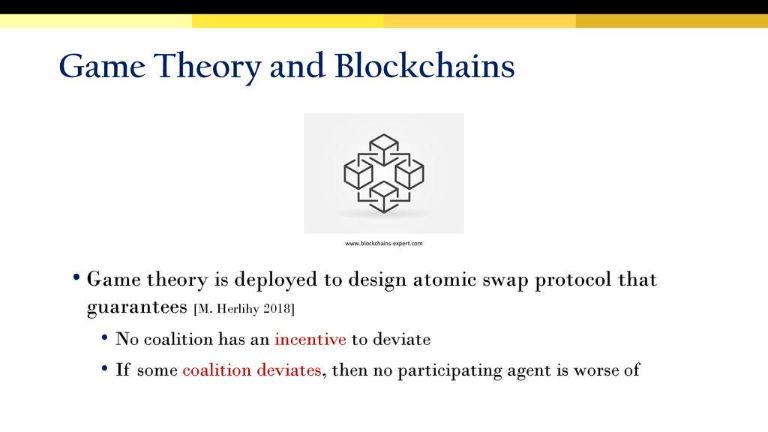 Game Theory and Blockchains
www.blockchains-expert.com
• Game theory is deployed to design atomic swap protocol that
guarantees [M. Herlihy 2018]
• No coalition has an incentive to deviate
• If some coalition deviates, then no participating agent is worse of